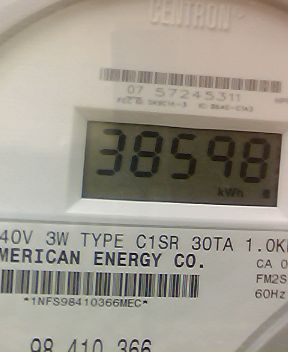 CENTRON
07 57245311
38598
kWh
40V 3W TYPE C1SR 30TA 1.0K
MERICAN ENERGY CO.
CA 0
FM2S
60Hz
*1NFS98410366MEC*
98 410 366